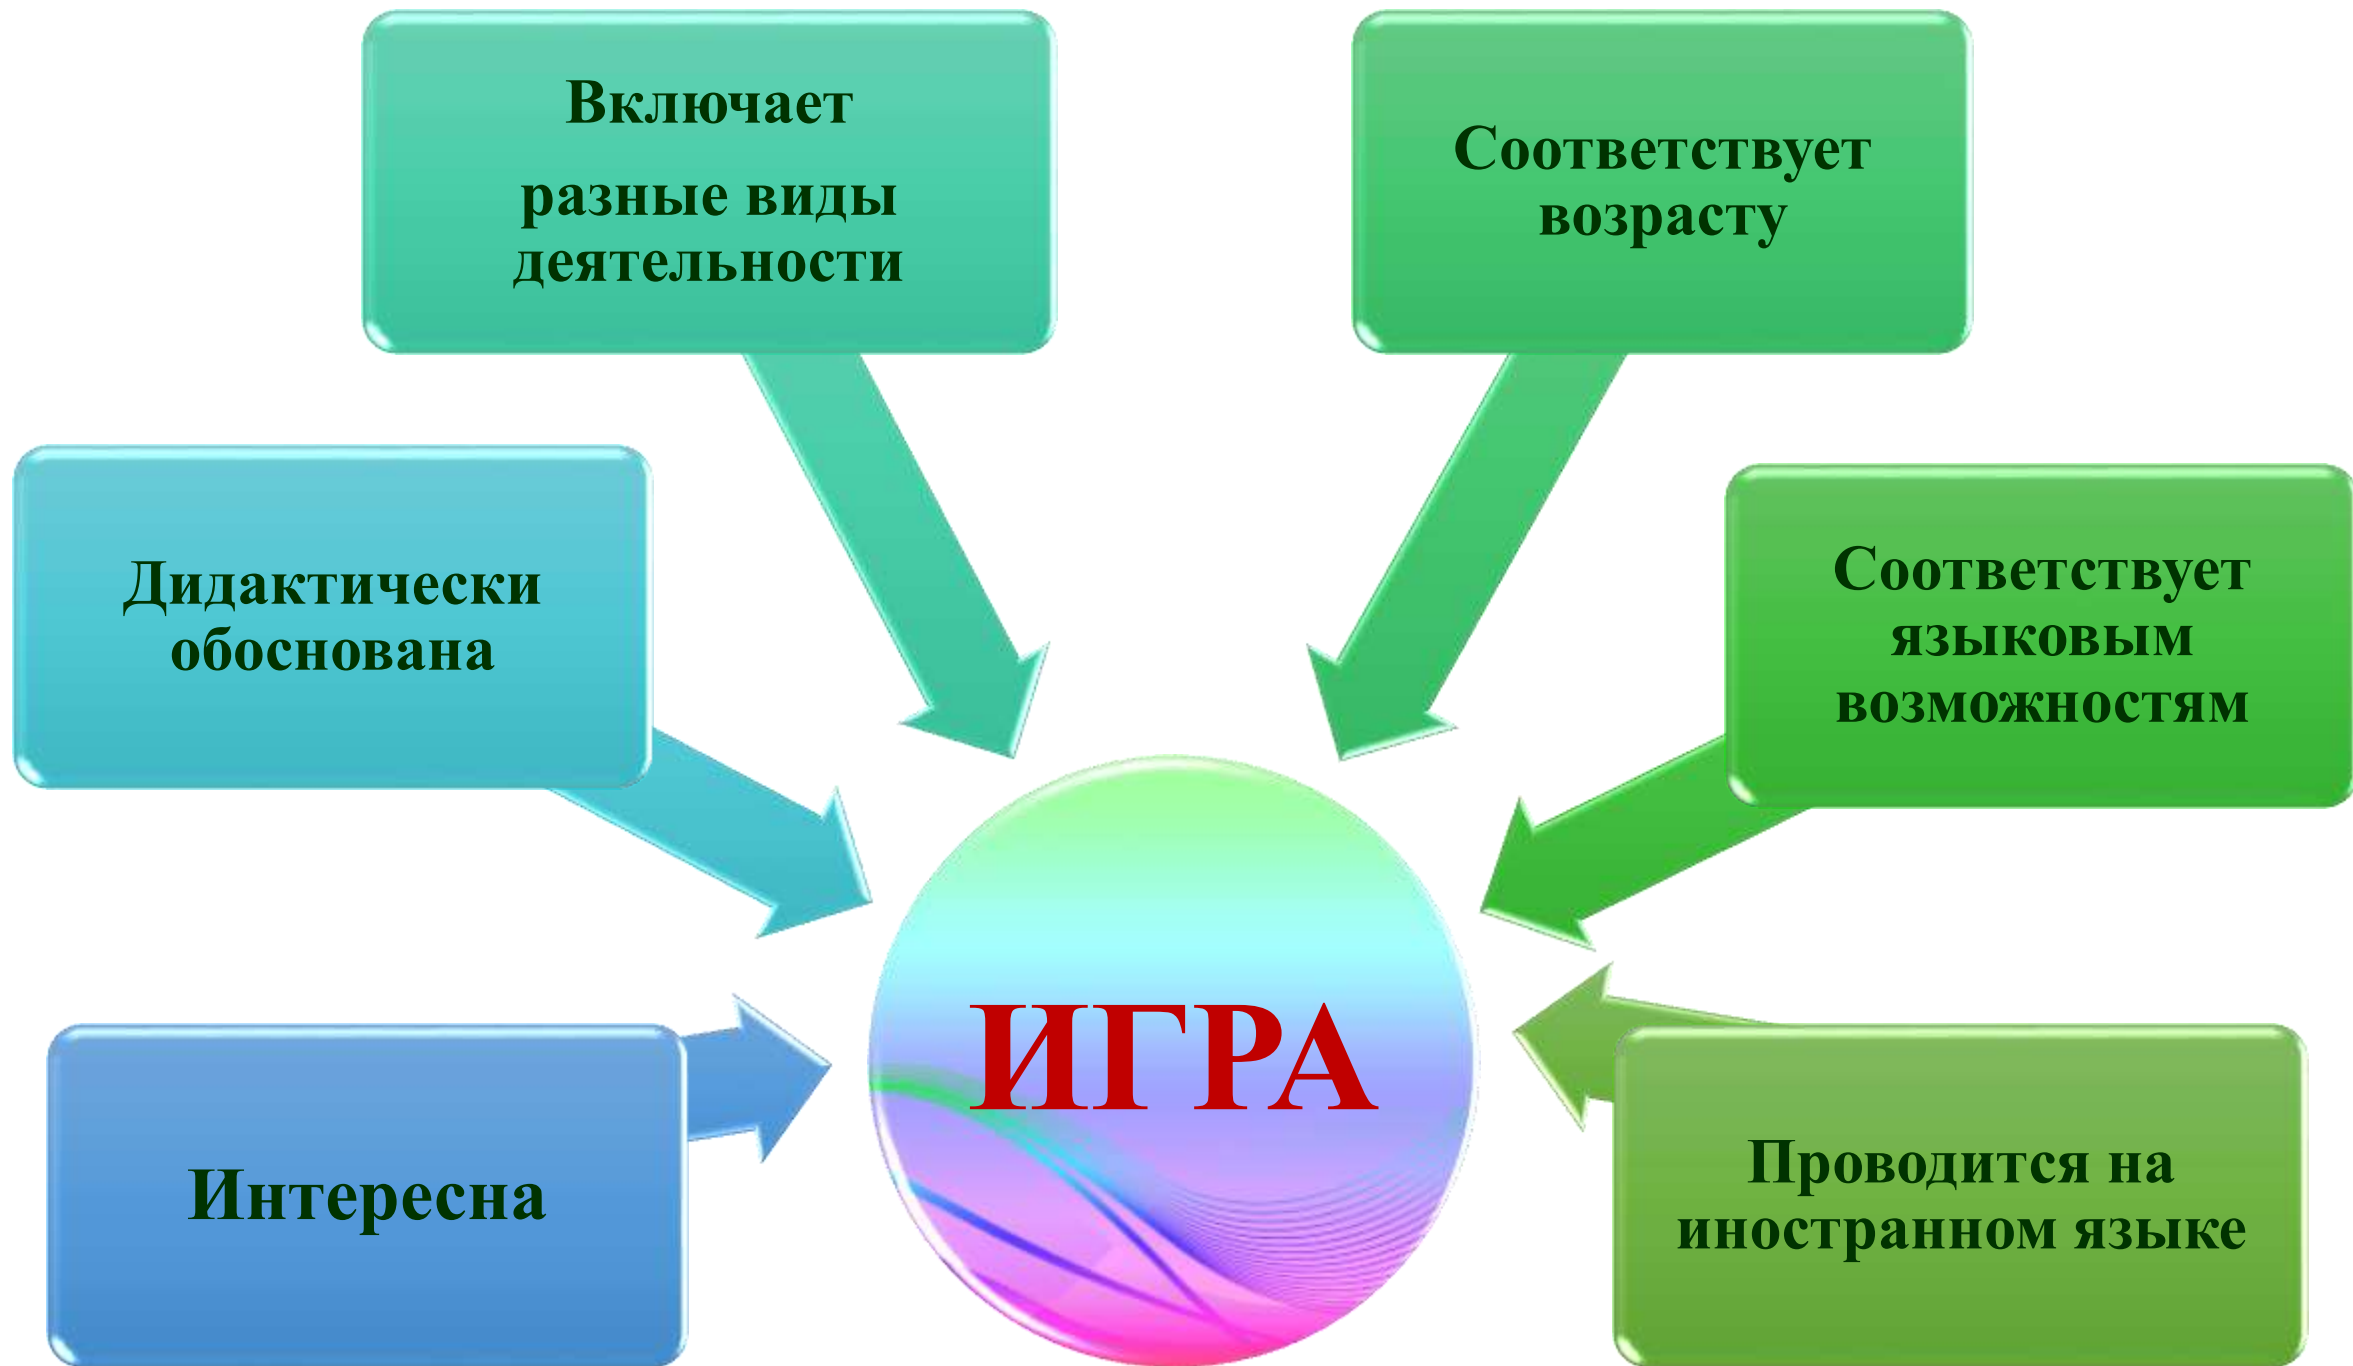 Включает
разные виды
деятельности
Соответствует
возрасту
Дидактически
обоснована
Соответствует
языковым
возможностям
ИГРА
Интересна
Проводится на
иностранном языке